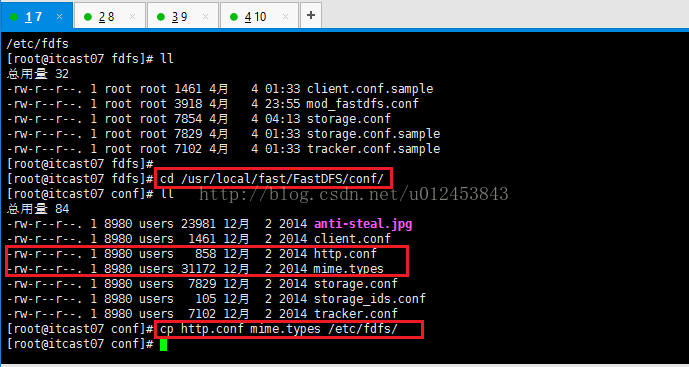 1 7 × 2 8 × 3 9 × 4 10 × +
/etc/fdfs
[root@itcast07 fdfs]# ll
总用量 32
-rw-r--r--. 1 root root 1461 4月   4 01:33 client.conf.sample
-rw-r--r--. 1 root root 3918 4月   4 23:55 mod_fastdfs.conf
-rw-r--r--. 1 root root 7854 4月   4 04:13 storage.conf
-rw-r--r--. 1 root root 7829 4月   4 01:33 storage.conf.sample
-rw-r--r--. 1 root root 7102 4月   4 01:33 tracker.conf.sample
[root@itcast07 fdfs]#
[root@itcast07 fdfs]# cd /usr/local/fast/FastDFS/conf/
[root@itcast07 conf]# ll
http://blog.csdn.net/u012453843
总用量 84
-rw-r--r--. 1 8980 users 23981 12月  2 2014 anti-steal.jpg
-rw-r--r--. 1 8980 users  1461 12月  2 2014 client.conf
-rw-r--r--. 1 8980 users   858 12月  2 2014 http.conf
-rw-r--r--. 1 8980 users 31172 12月  2 2014 mime.types
-rw-r--r--. 1 8980 users  7829 12月  2 2014 storage.conf
-rw-r--r--. 1 8980 users   105 12月  2 2014 storage_ids.conf
-rw-r--r--. 1 8980 users  7102 12月  2 2014 tracker.conf
[root@itcast07 conf]# cp http.conf mime.types /etc/fdfs/
[root@itcast07 conf]#